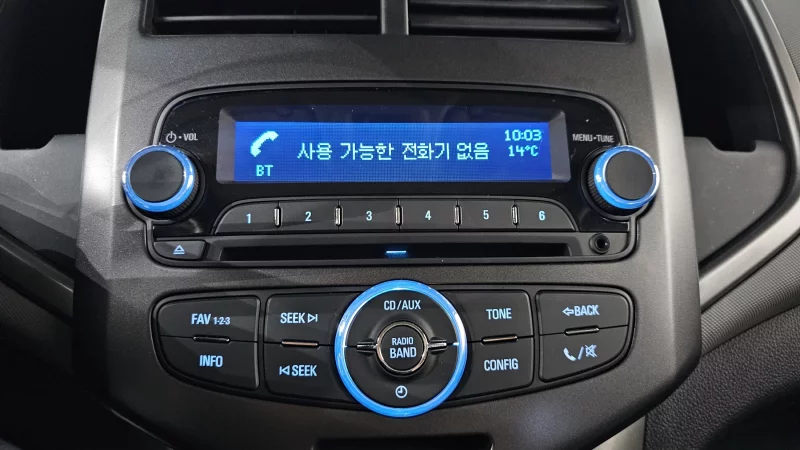 ⏻•VOL
사용 가능한 전화기 없음
10:03
14°C
BT
MENU•TUNE
1 2 3 4 5 6
CD/AUX
FAV 1-2-3
SEEK
TONE
BACK
RADIO
BAND
INFO
SEEK
CONFIG